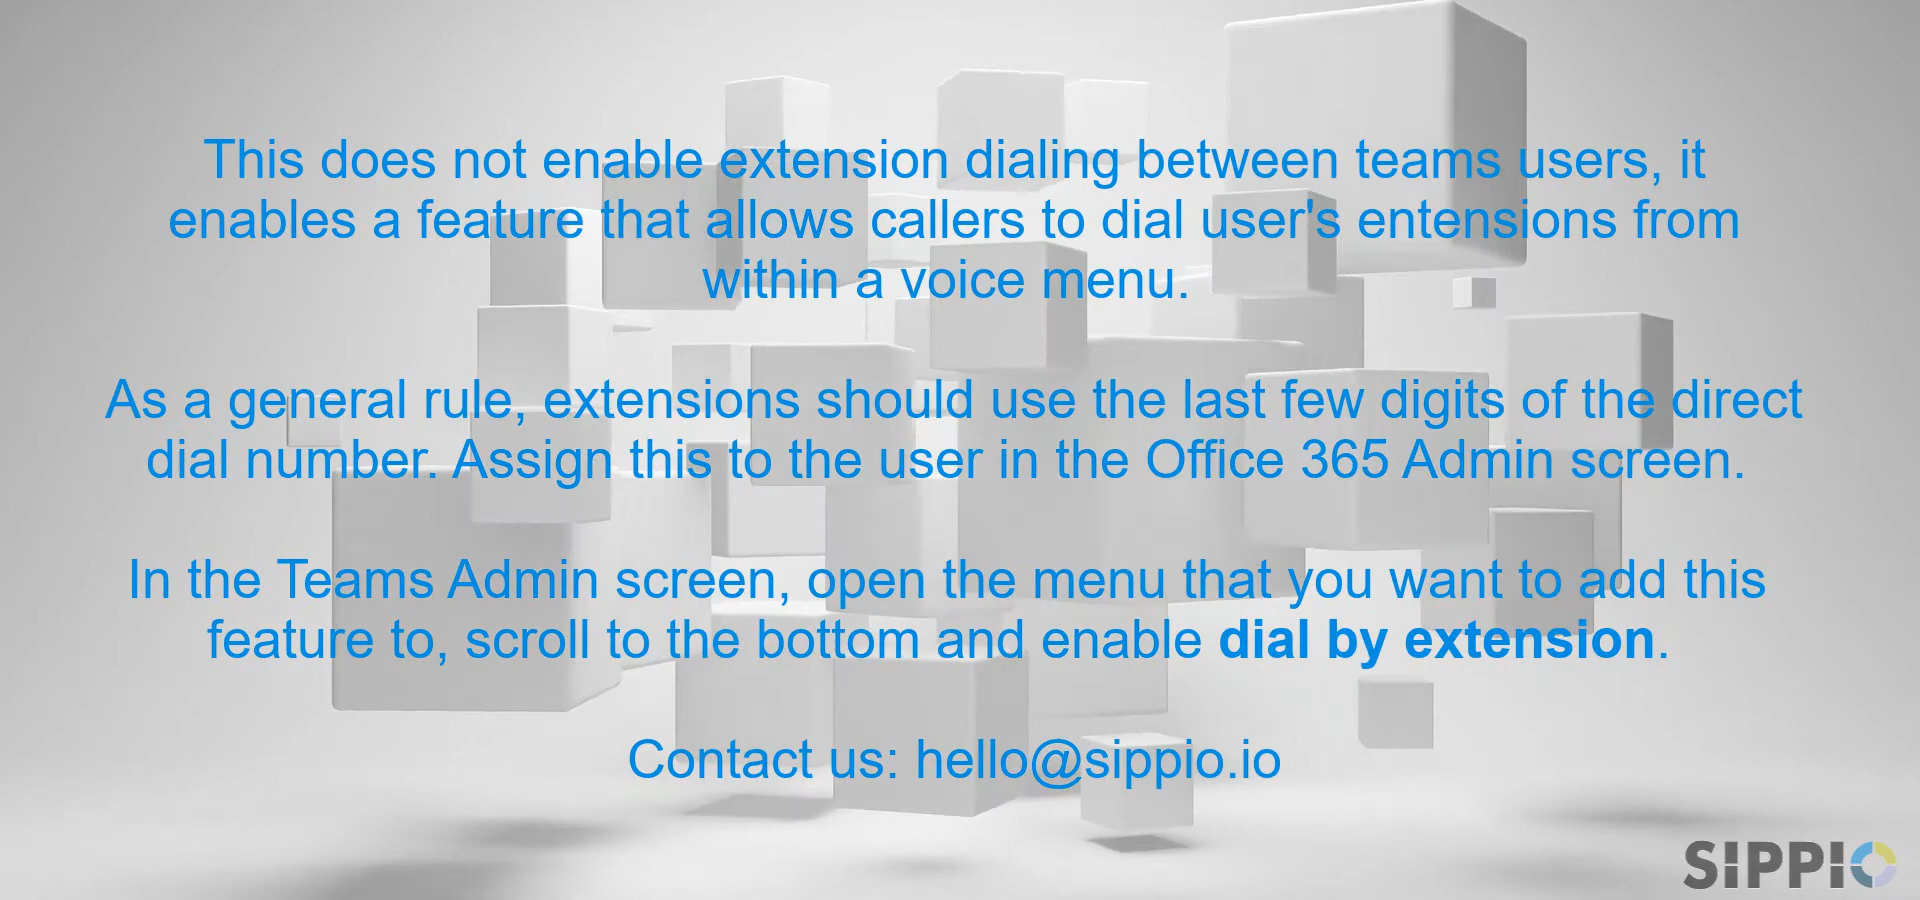 This does not enable extension dialing between teams users, it
enables a feature that allows callers to dial user's entensions from
within a voice menu.
As a general rule, extensions should use the last few digits of the direct
dial number. Assign this to the user in the Office 365 Admin screen.
In the Teams Admin screen, open the menu that you want to add this
feature to, scroll to the bottom and enable dial by extension.
Contact us: hello@sippio.io
SIPPIO